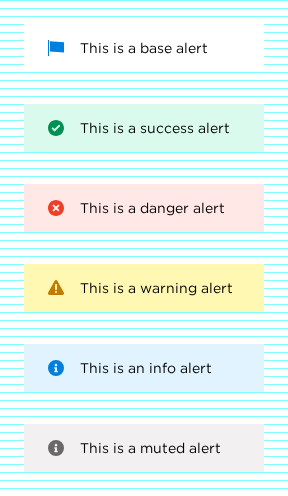 This is a base alert
This is a success alert
This is a danger alert
This is a warning alert
This is an info alert
This is a muted alert